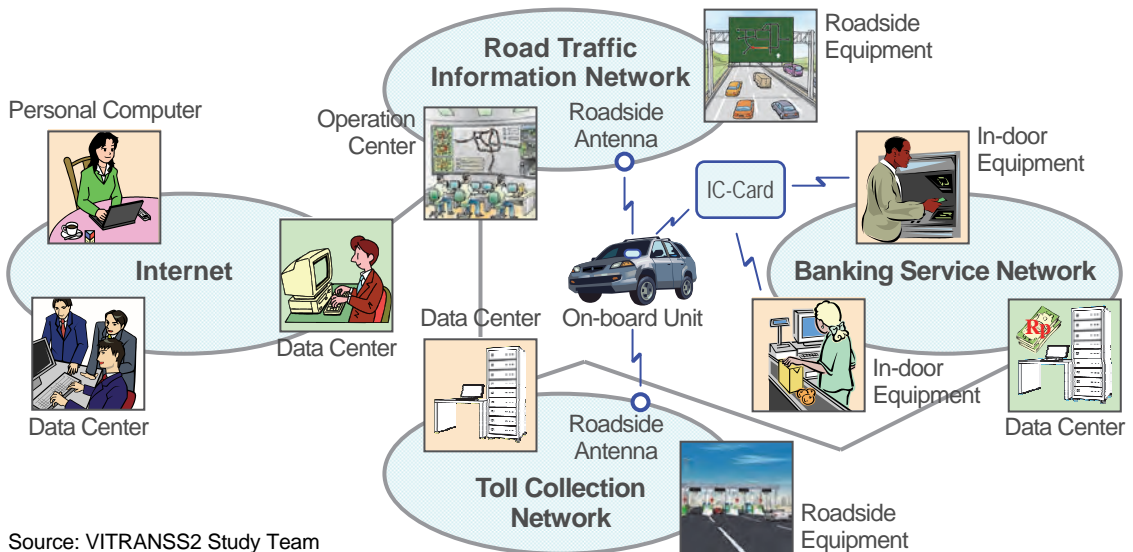 Road Traffic
Information Network
Roadside
Equipment
Personal Computer
Operation
Center
Roadside
Antenna
In-door
Equipment
IC-Card
Internet
Banking Service Network
Data Center
Data Center
On-board Unit
Rp
Data Center
In-door
Equipment
Data Center
Roadside
Antenna
Toll Collection
Network
Roadside
Equipment
Source: VITRANSS2 Study Team